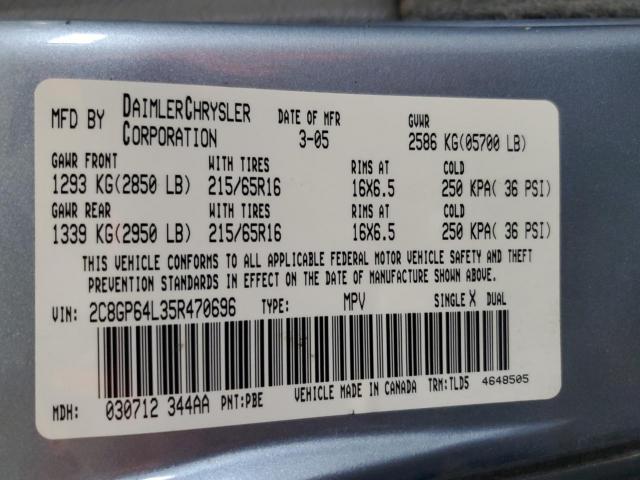 MFD BY DAIMLERCHRYSLER CORPORATION DATE OF MFR 3-05 GVWR 2586 KG(05700 LB)
GAWR FRONT WITH TIRES RIMS AT COLD
1293 KG(2850 LB) 215/65R16 16X6.5 250 KPA( 36 PSI)
GAWR REAR WITH TIRES RIMS AT COLD
1339 KG(2950 LB) 215/65R16 16X6.5 250 KPA( 36 PSI)
THIS VEHICLE CONFORMS TO ALL APPLICABLE FEDERAL MOTOR VEHICLE SAFETY AND THEFT
PREVENTION STANDARDS IN EFFECT ON THE DATE OF MANUFACTURE SHOWN ABOVE.
VIN: 2C8GP64L35R470696 TYPE: MPV SINGLE X DUAL
MDH: 030712 344AA PNT:PBE VEHICLE MADE IN CANADA TRM:TLD5 4648505